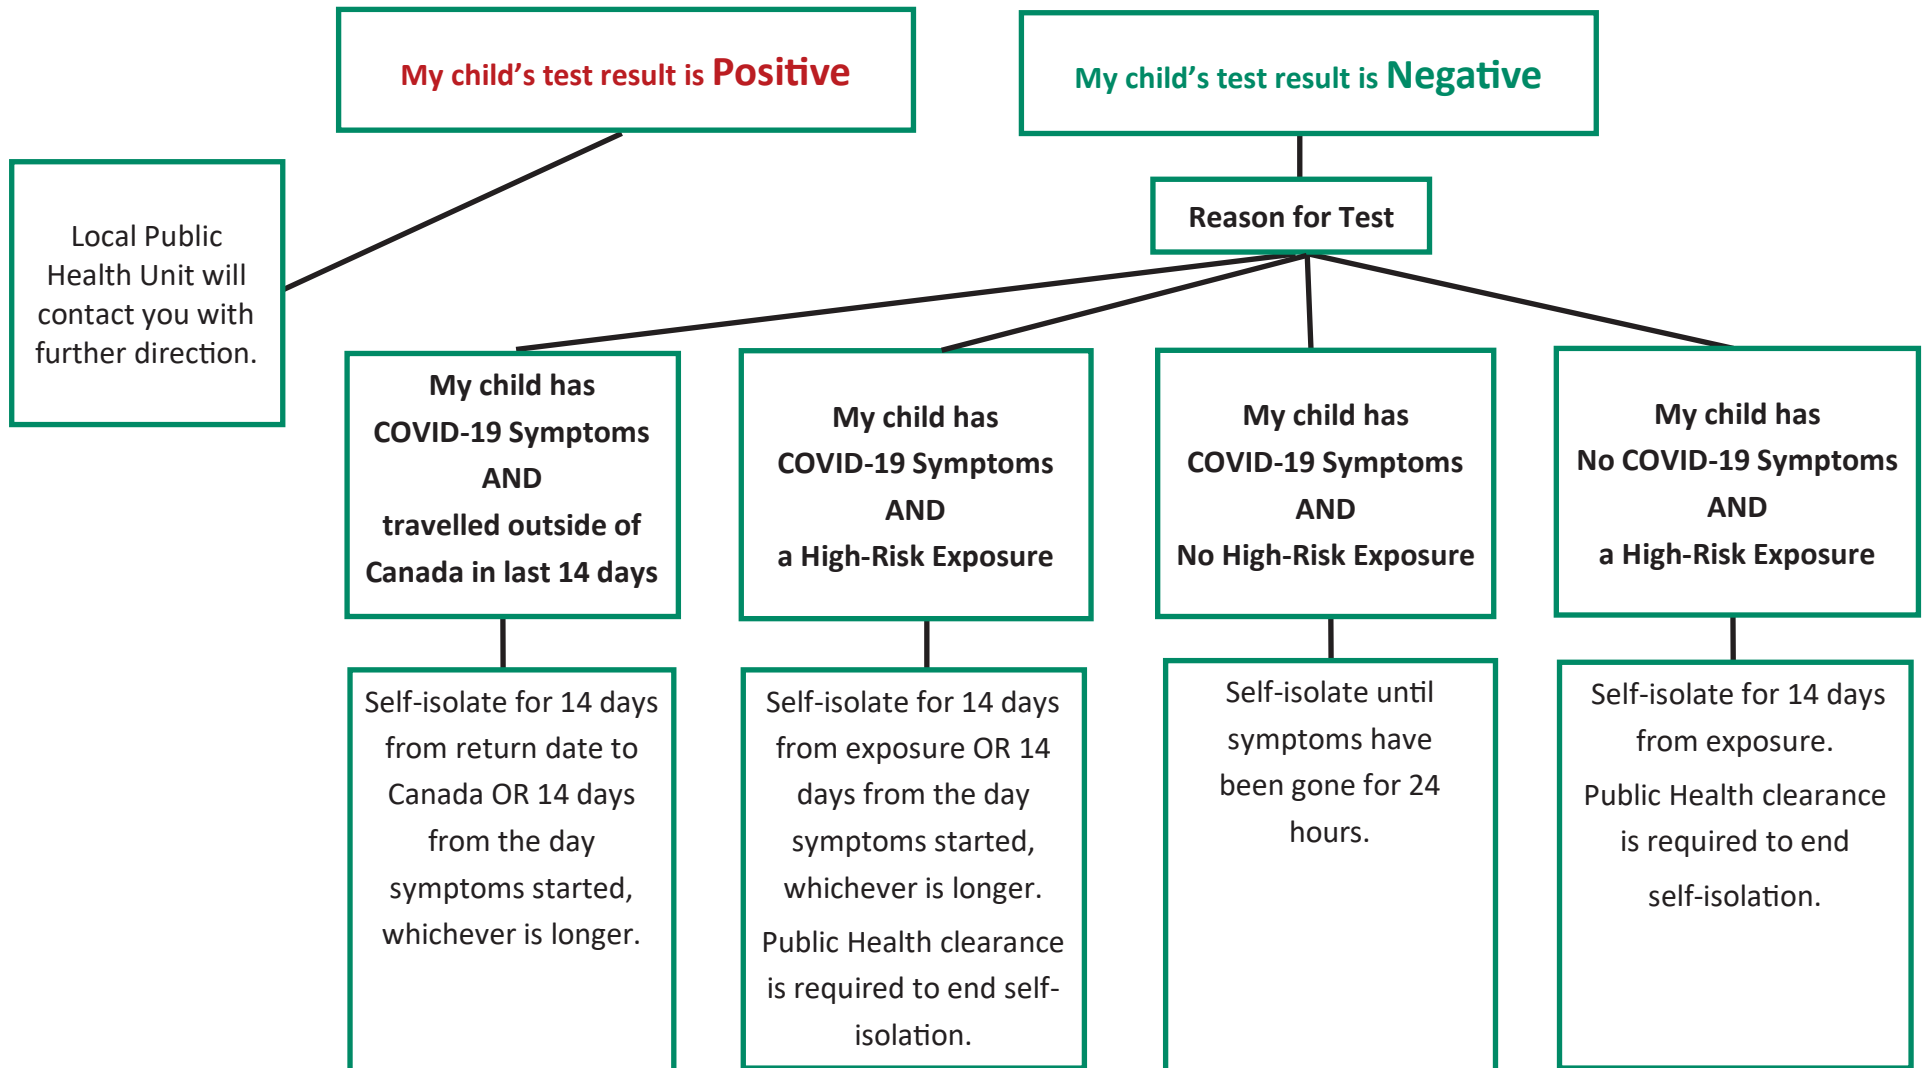 My child's test result is Positive
My child's test result is Negative
Local Public
Health Unit will
contact you with
further direction.
Reason for Test
My child has
COVID-19 Symptoms
AND
travelled outside of
Canada in last 14 days
My child has
COVID-19 Symptoms
AND
a High-Risk Exposure
My child has
COVID-19 Symptoms
AND
No High-Risk Exposure
My child has
No COVID-19 Symptoms
AND
a High-Risk Exposure
Self-isolate for 14 days
from return date to
Canada OR 14 days
from the day
symptoms started,
whichever is longer.
Self-isolate for 14 days
from exposure OR 14
days from the day
symptoms started,
whichever is longer.
Public Health clearance
is required to end self-
isolation.
Self-isolate until
symptoms have
been gone for 24
hours.
Self-isolate for 14 days
from exposure.
Public Health clearance
is required to end
self-isolation.